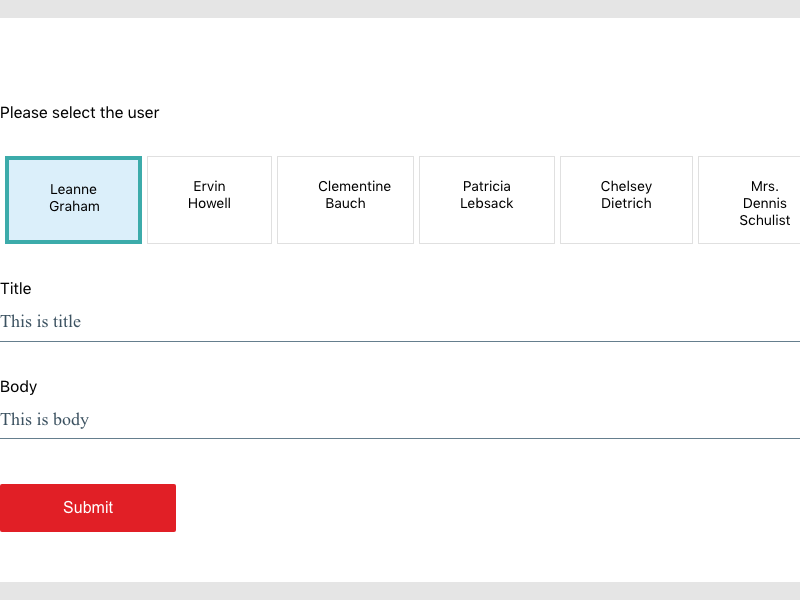 Please select the user
Leanne
Graham
Ervin
Howell
Clementine
Bauch
Patricia
Lebsack
Chelsey
Dietrich
Mrs.
Dennis
Schulist
Title
This is title
Body
This is body
Submit